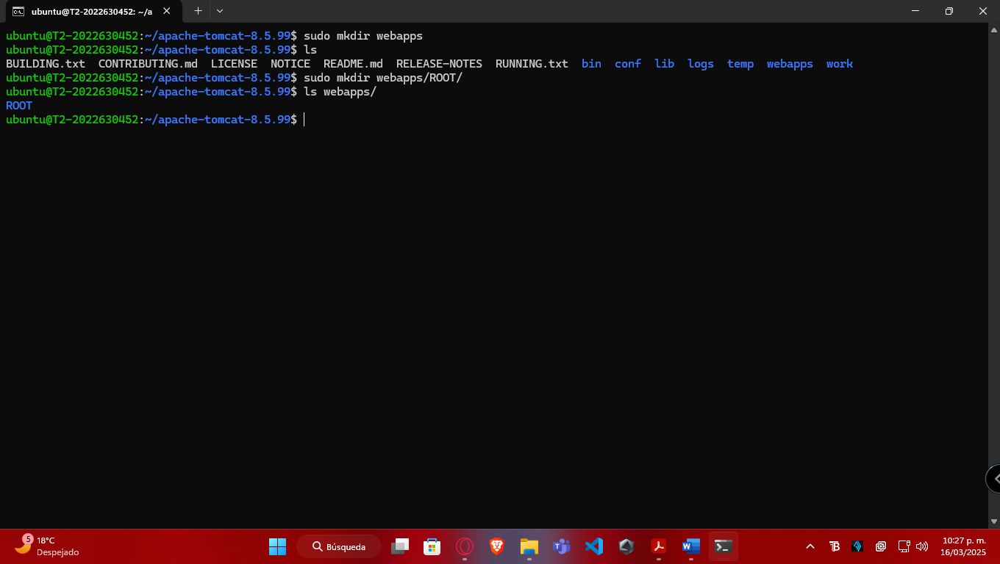 ubuntu@T2-2022630452: ~/a
ubuntu@T2-2022630452:~/apache-tomcat-8.5.99$ sudo mkdir webapps
ubuntu@T2-2022630452:~/apache-tomcat-8.5.99$ ls
BUILDING.txt  CONTRIBUTING.md  LICENSE  NOTICE  README.md  RELEASE-NOTES  RUNNING.txt  bin  conf  lib  logs  temp  webapps  work
ubuntu@T2-2022630452:~/apache-tomcat-8.5.99$ sudo mkdir webapps/ROOT/
ubuntu@T2-2022630452:~/apache-tomcat-8.5.99$ ls webapps/
ROOT
ubuntu@T2-2022630452:~/apache-tomcat-8.5.99$
5
18°C
Despejado
Búsqueda
10:27 p. m.
16/03/2025